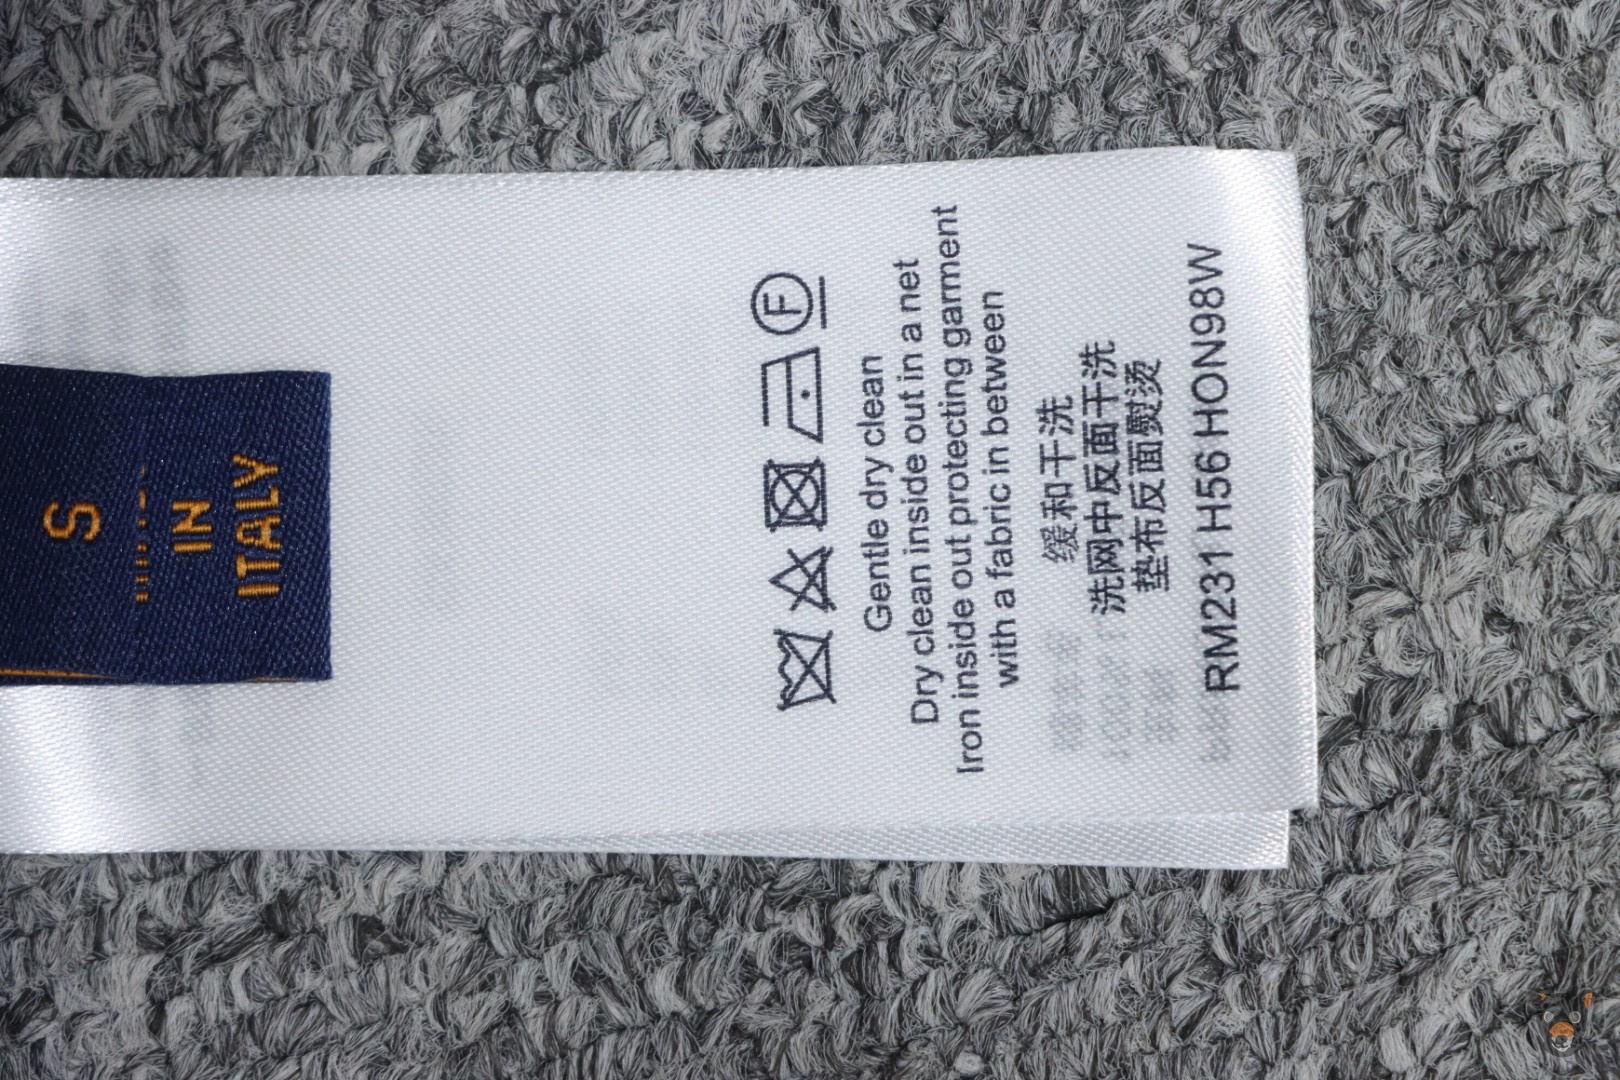 S
IN
ITALY
F
Gentle dry clean
Dry clean inside out in a net
Iron inside out protecting garment
with a fabric in between
缓和干洗
洗网中反面干洗
垫布反面熨烫
RM231 H56 HON98W